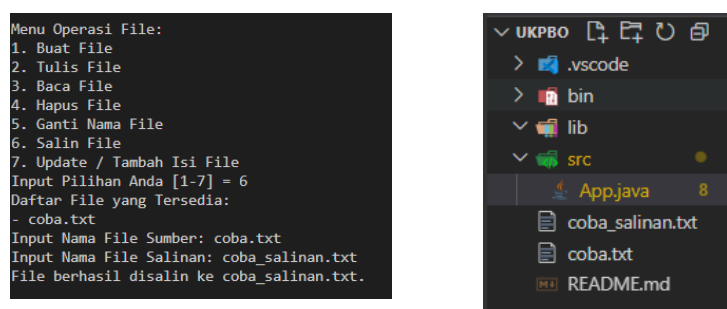 Menu Operasi File:
1. Buat File
2. Tulis File
3. Baca File
4. Hapus File
5. Ganti Nama File
6. Salin File
7. Update / Tambah Isi File
Input Pilihan Anda [1-7] = 6
Daftar File yang Tersedia:
- coba.txt
Input Nama File Sumber: coba.txt
Input Nama File Salinan: coba_salinan.txt
File berhasil disalin ke coba_salinan.txt.
UKPBO
.vscode
bin
lib
src
App.java 8
coba_salinan.txt
coba.txt
README.md